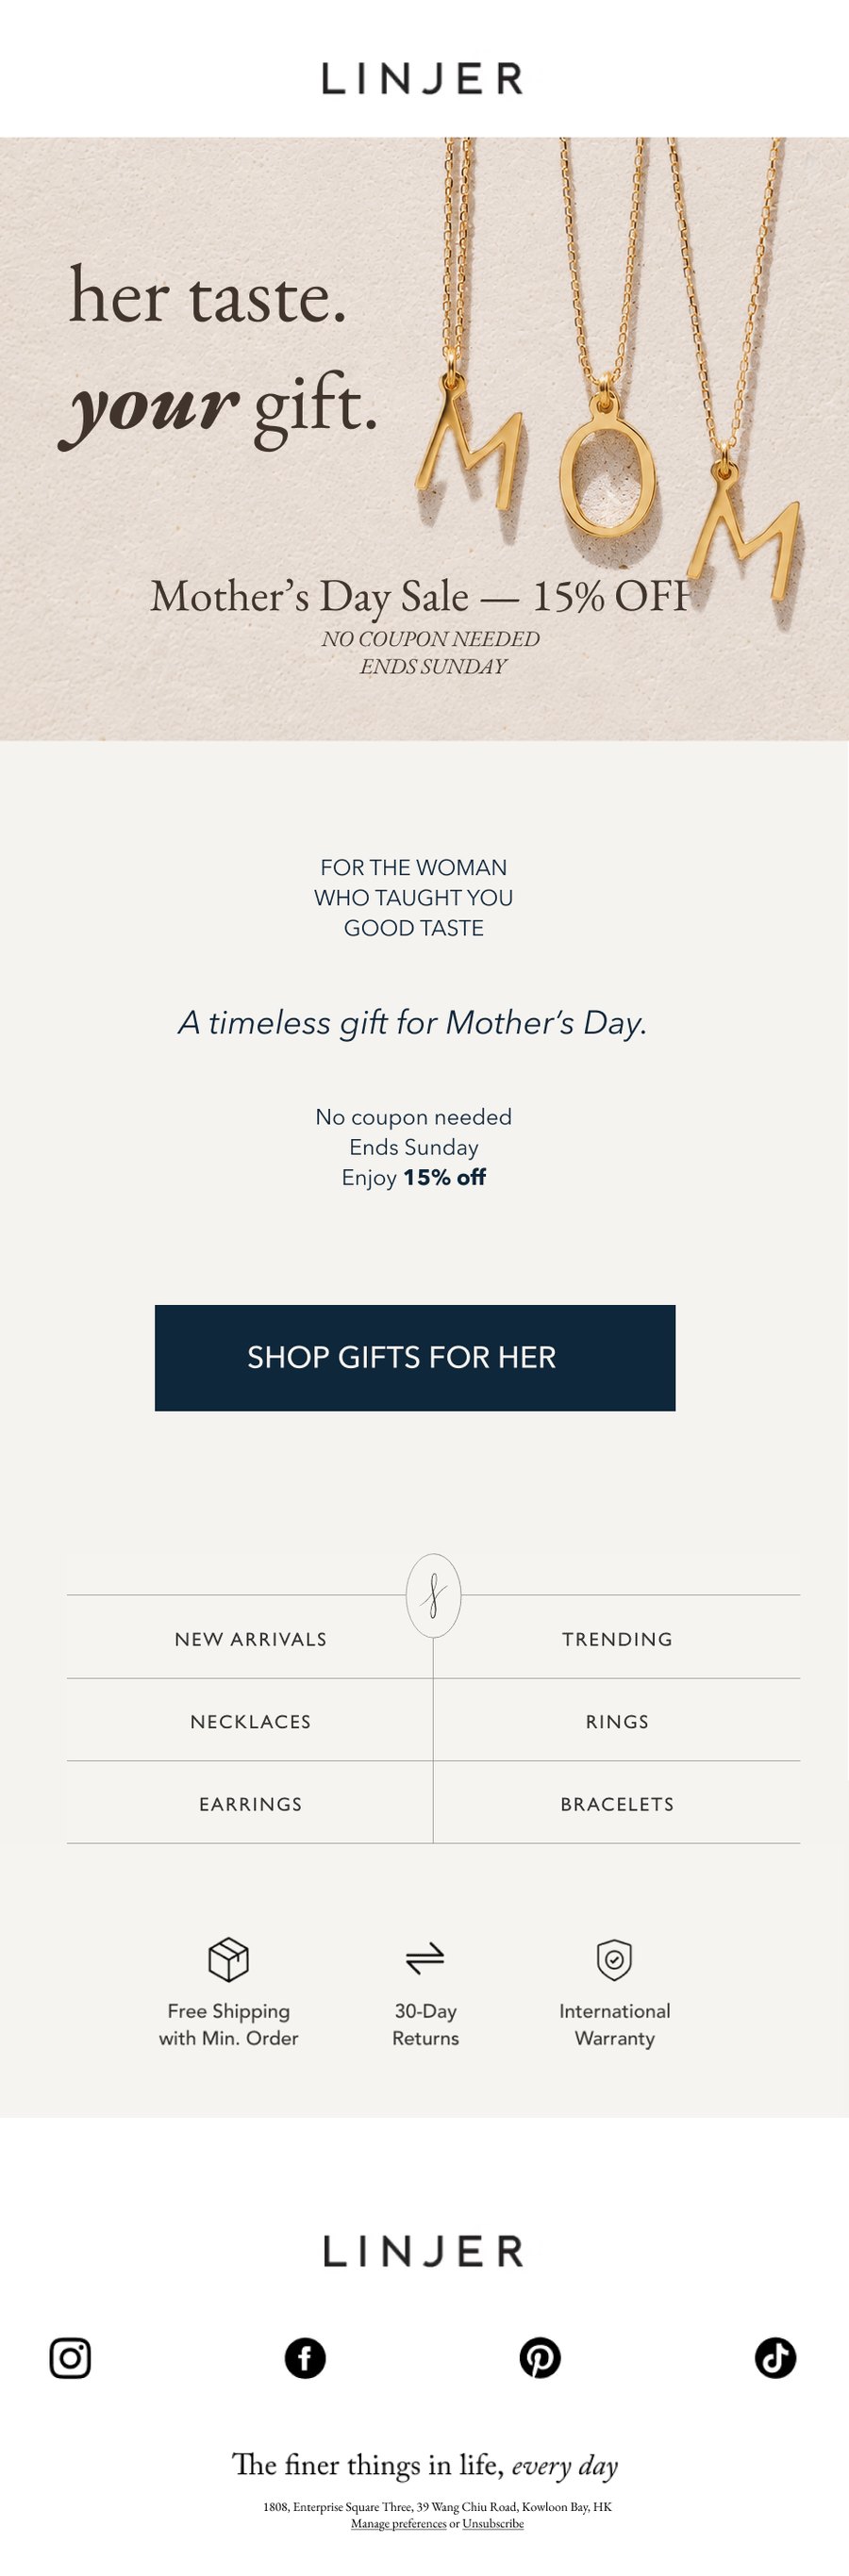 LINJER
her taste.
your gift.
M O M
Mother’s Day Sale — 15% OFF
NO COUPON NEEDED
ENDS SUNDAY
FOR THE WOMAN
WHO TAUGHT YOU
GOOD TASTE
A timeless gift for Mother’s Day.
No coupon needed
Ends Sunday
Enjoy 15% off
SHOP GIFTS FOR HER
NEW ARRIVALS
TRENDING
NECKLACES
RINGS
EARRINGS
BRACELETS
Free Shipping
with Min. Order
30-Day
Returns
International
Warranty
LINJER
The finer things in life, every day
1808, Enterprise Square Three, 39 Wang Chiu Road, Kowloon Bay, HK
Manage preferences or Unsubscribe